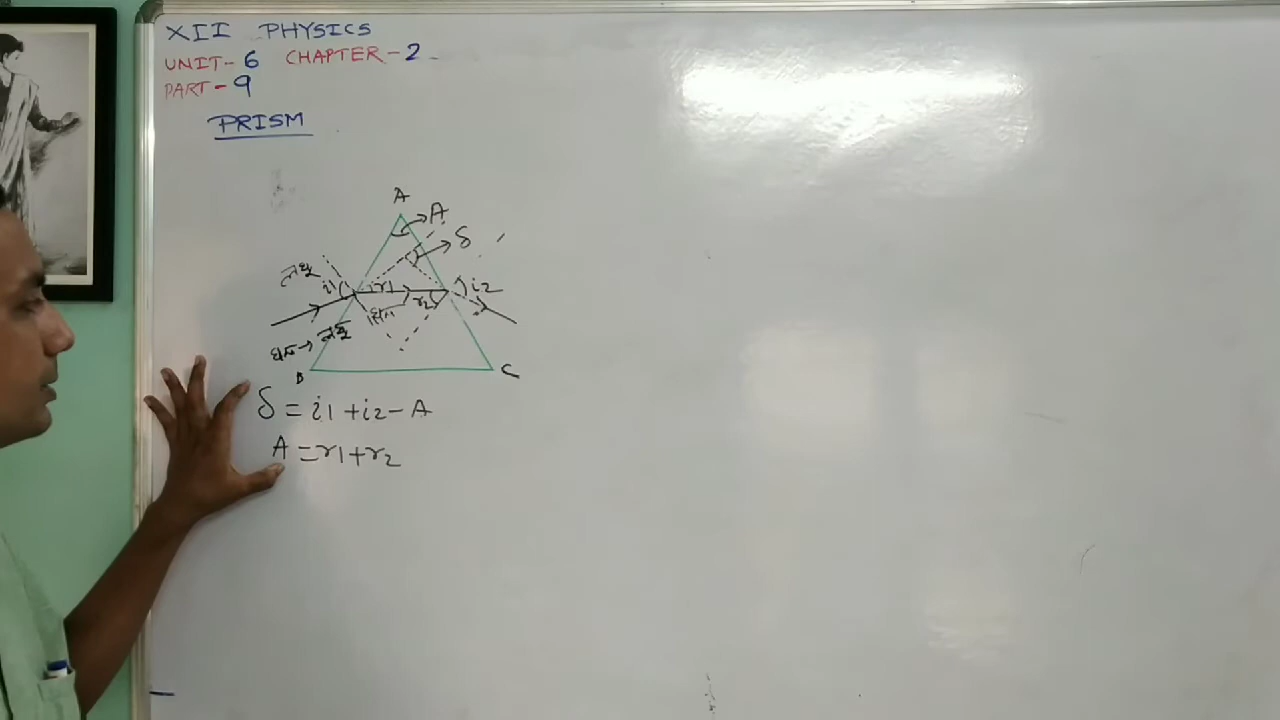 XII PHYSICS
UNIT-6 CHAPTER-2
PART-9
PRISM
A
A
δ
i1
r1
r2
i2
B
C
δ = i1 + i2 - A
A = r1 + r2